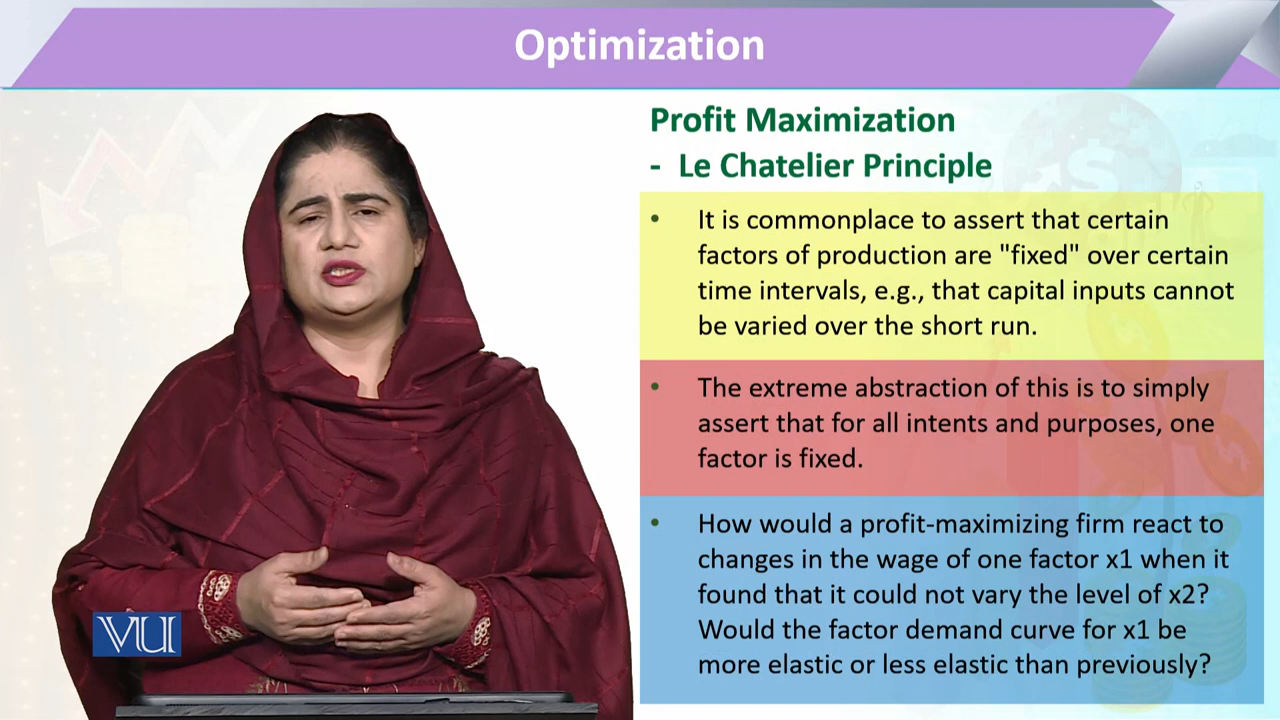 Optimization
Profit Maximization
- Le Chatelier Principle
• It is commonplace to assert that certain
factors of production are "fixed" over certain
time intervals, e.g., that capital inputs cannot
be varied over the short run.
• The extreme abstraction of this is to simply
assert that for all intents and purposes, one
factor is fixed.
• How would a profit-maximizing firm react to
changes in the wage of one factor x1 when it
found that it could not vary the level of x2?
Would the factor demand curve for x1 be
more elastic or less elastic than previously?
VU